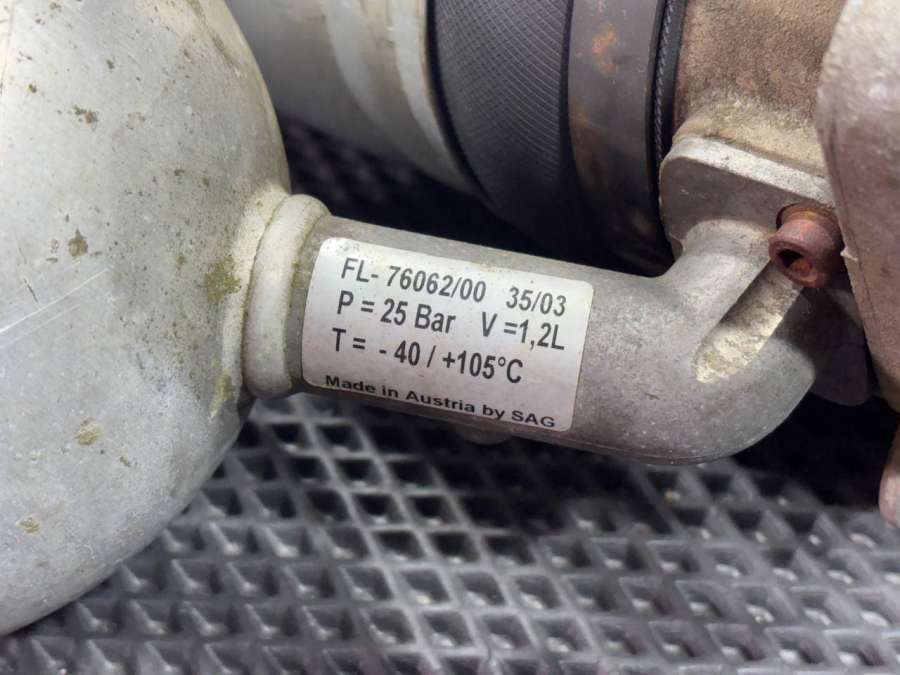 FL- 76062/00 35/03
P = 25 Bar V =1,2L
T = - 40 / +105°C
Made in Austria by SAG